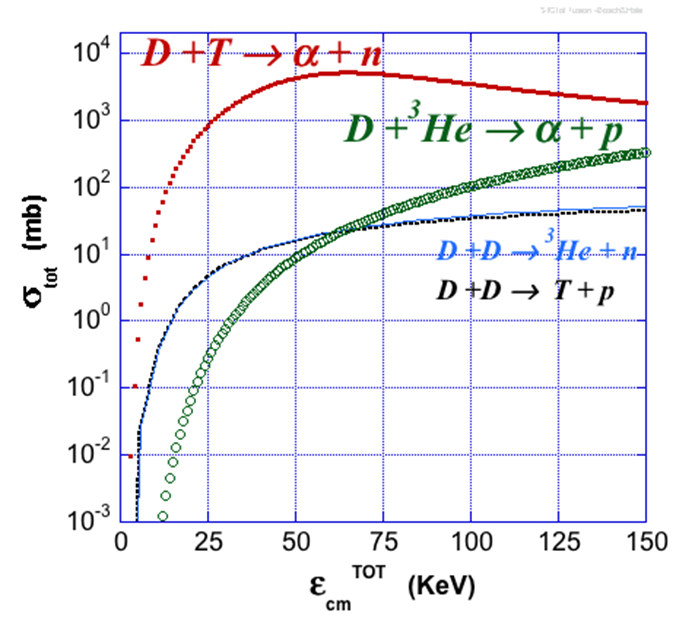 D + T → α + n
D + ³He → α + p
D + D → ³He + n
D + D → T + p
10⁴
10³
10²
10¹
10⁰
10⁻¹
10⁻²
10⁻³
σtot (mb)
0 25 50 75 100 125 150
εcm TOT (KeV)